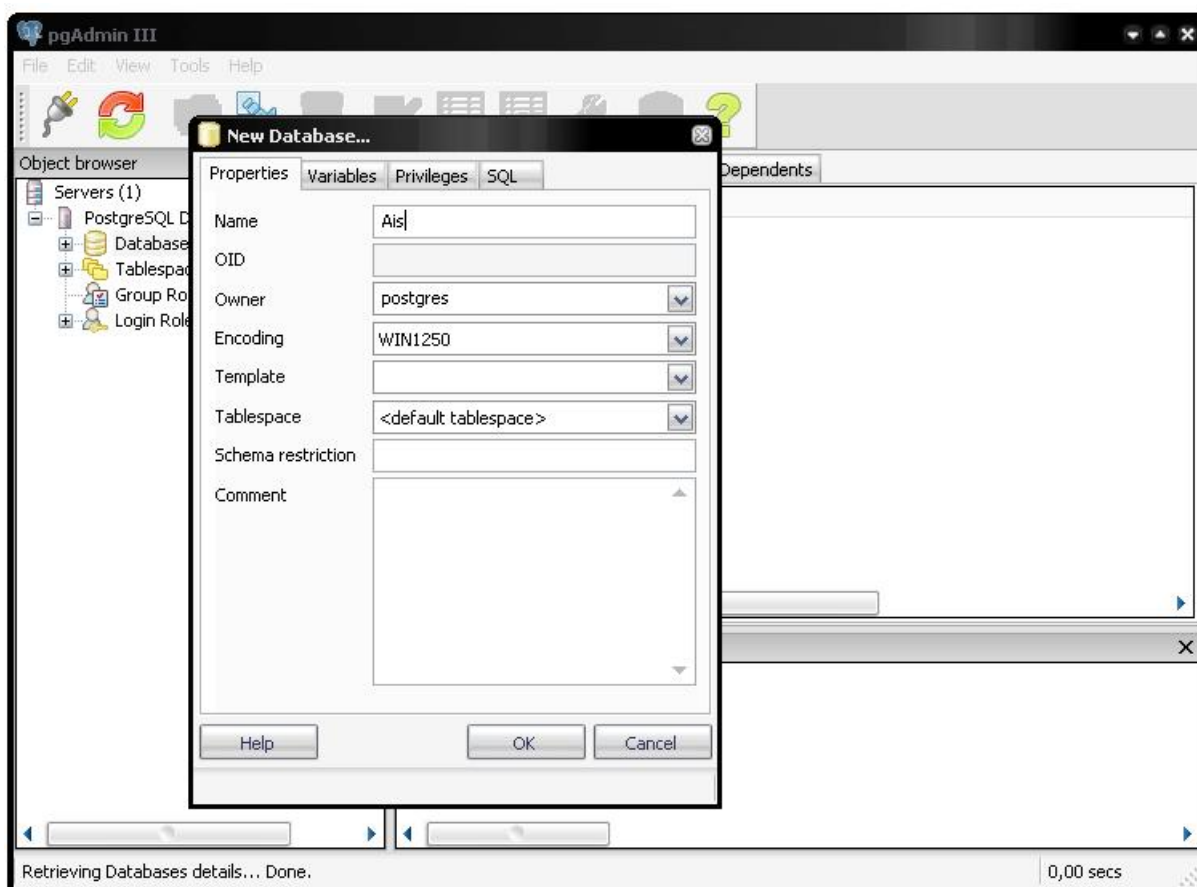 pgAdmin III
File Edit View Tools Help
New Database...
Object browser
Properties Variables Privileges SQL
Dependents
Servers (1)
PostgreSQL D
Database
Tablespac
Group Ro
Login Role
Name Ais
OID
Owner postgres
Encoding WIN1250
Template
Tablespace <default tablespace>
Schema restriction
Comment
Help OK Cancel
Retrieving Databases details... Done. 0,00 secs